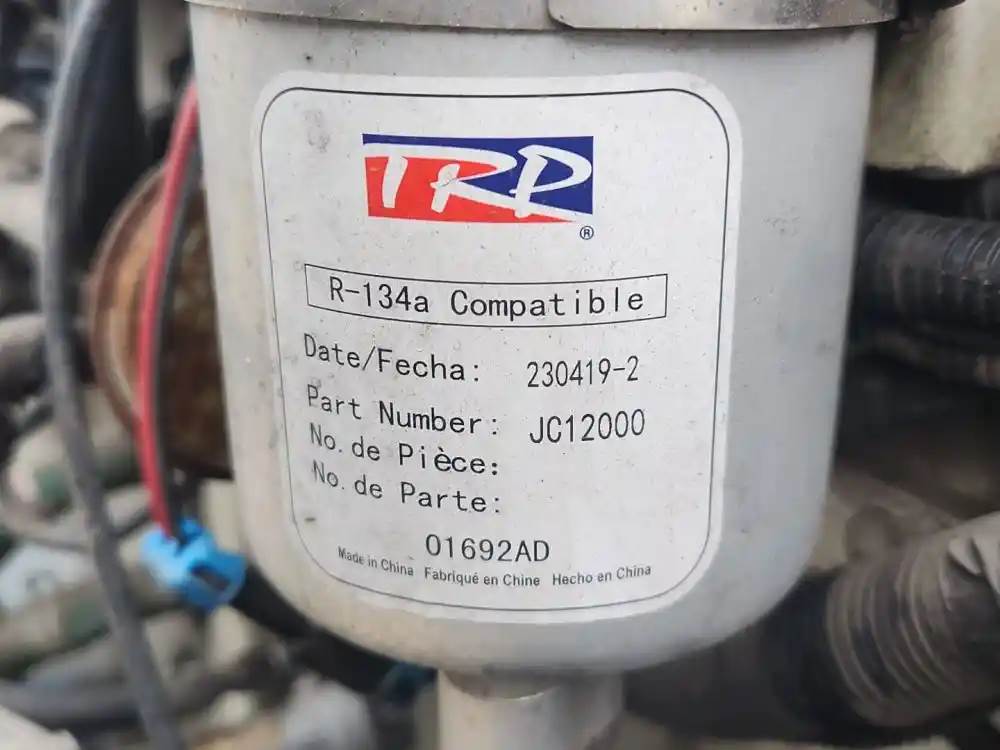 TRP
®
R-134a Compatible
Date/Fecha: 230419-2
Part Number: JC12000
No. de Pièce:
No. de Parte:
01692AD
Made in China Fabriqué en Chine Hecho en China